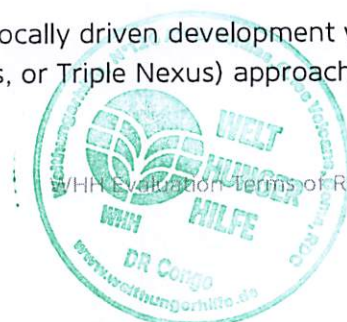 locally driven development w
s, or Triple Nexus) approach
WHH Evaluation Terms of R
WELT
HUNGER
HILFE
WHH
DR Congo
www.welthungerhilfe.de